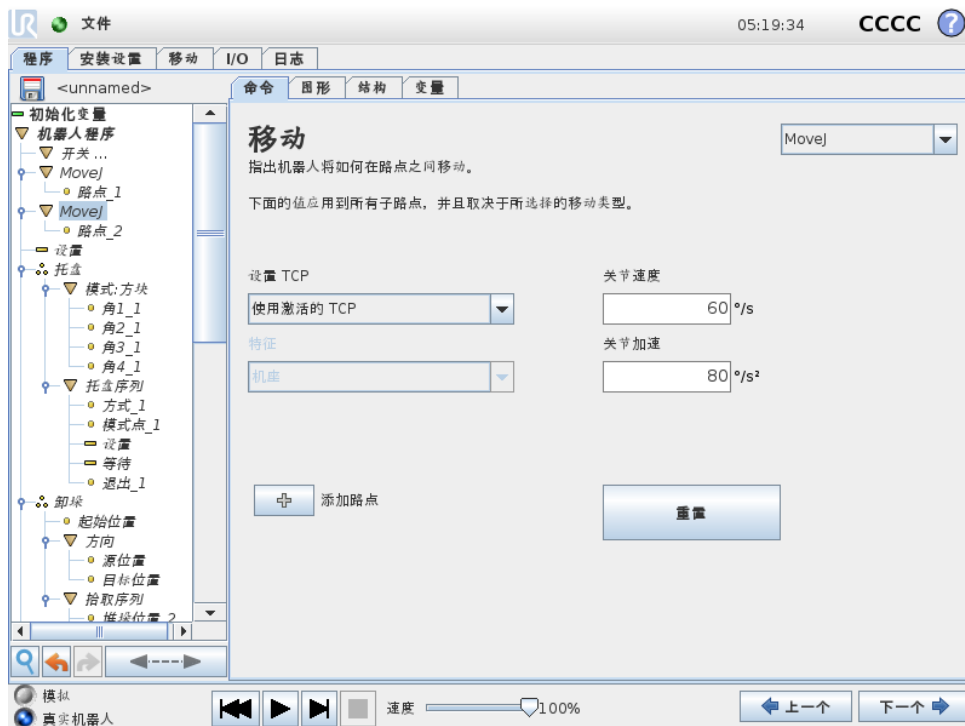 UR 文件 05:19:34 CCCC ?
程序 安装设置 移动 I/O 日志
<unnamed>
命令 图形 结构 变量
初始化变量
机器人程序
开关 ...
MoveJ
路点_1
MoveJ
路点_2
设置
托盘
模式:方块
角1_1
角2_1
角3_1
角4_1
托盘序列
方式_1
模式点_1
设置
等待
退出_1
卸垛
起始位置
方向
源位置
目标位置
拾取序列
堆垛位置_2
移动
MoveJ
指出机器人将如何在路点之间移动。
下面的值应用到所有子路点，并且取决于所选择的移动类型。
设置 TCP
使用激活的 TCP
特征
机座
关节速度
60 °/s
关节加速
80 °/s²
添加路点
重置
模拟
真实机器人
速度 100%
上一个 下一个